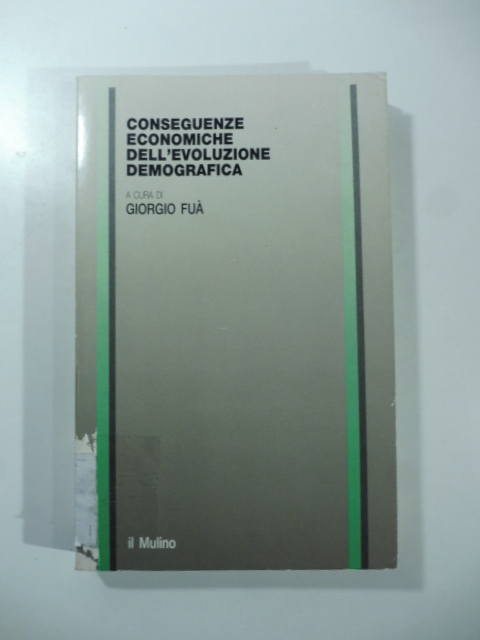 CONSEGUENZE
ECONOMICHE
DELL'EVOLUZIONE
DEMOGRAFICA
A CURA DI
GIORGIO FUÀ
il Mulino